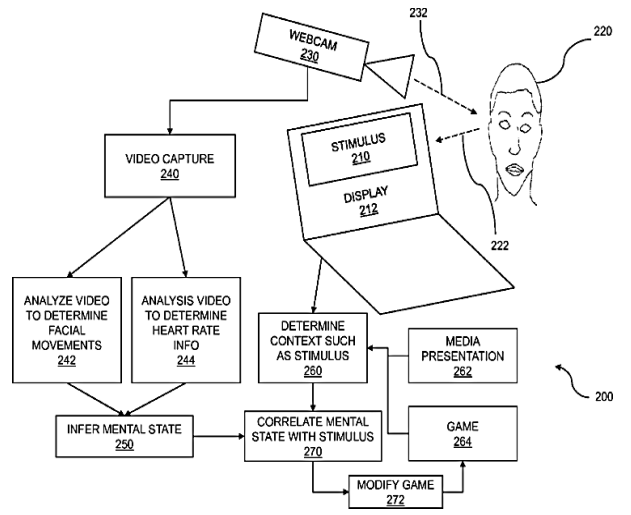 232
220
WEBCAM
230
STIMULUS
210
VIDEO CAPTURE
240
DISPLAY
212
222
ANALYZE VIDEO
TO DETERMINE
FACIAL
MOVEMENTS
242
ANALYSIS VIDEO
TO DETERMINE
HEART RATE
INFO
244
DETERMINE
CONTEXT SUCH
AS STIMULUS
260
MEDIA
PRESENTATION
262
200
INFER MENTAL STATE
250
CORRELATE MENTAL
STATE WITH STIMULUS
270
GAME
264
MODIFY GAME
272